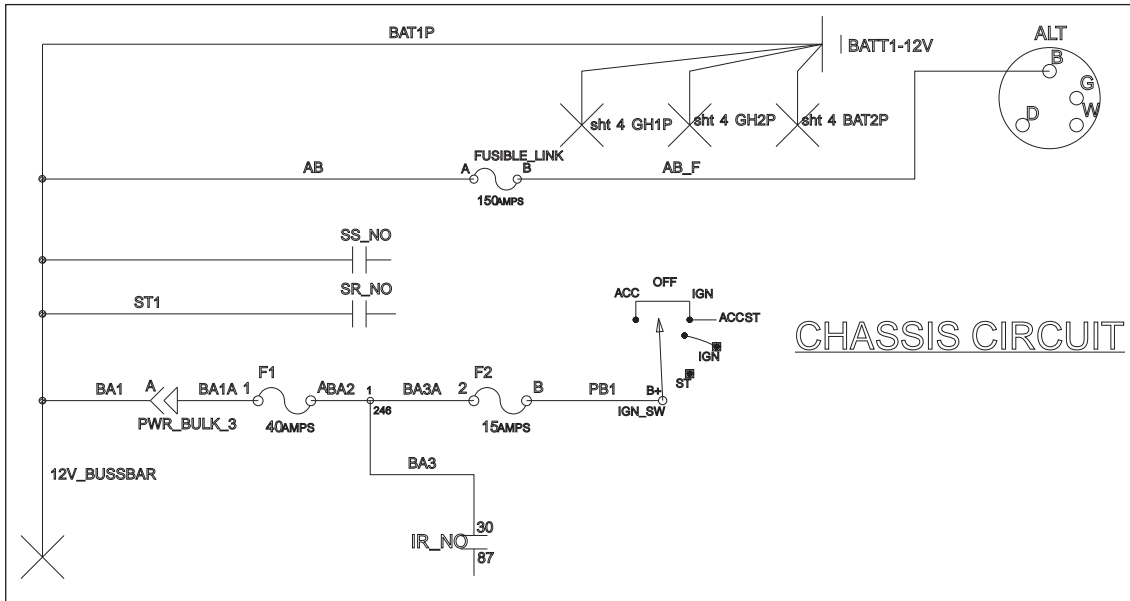 BAT1P
BATT1-12V
ALT
B
G
W
D
sht 4 GH1P
sht 4 GH2P
sht 4 BAT2P
FUSIBLE_LINK
AB
A
B
AB_F
150AMPS
SS_NO
ST1
SR_NO
OFF
ACC
IGN
ACCST
IGN
ST
CHASSIS CIRCUIT
BA1
A
BA1A
1
F1
A
BA2
1
BA3A
2
F2
B
PB1
B+
PWR_BULK_3
40AMPS
246
15AMPS
IGN_SW
BA3
12V_BUSSBAR
30
IR_NO
87